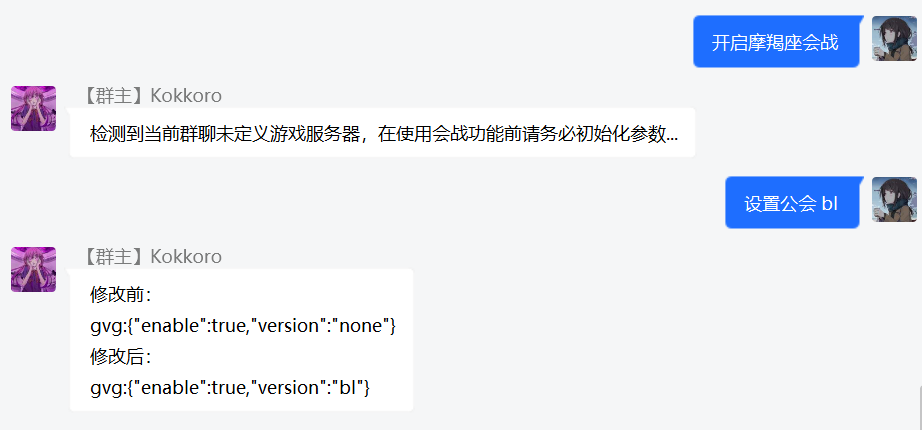 开启摩羯座会战
【群主】Kokkoro
检测到当前群聊未定义游戏服务器，在使用会战功能前请务必初始化参数...
设置公会 bl
【群主】Kokkoro
修改前：
gvg:{"enable":true,"version":"none"}
修改后：
gvg:{"enable":true,"version":"bl"}